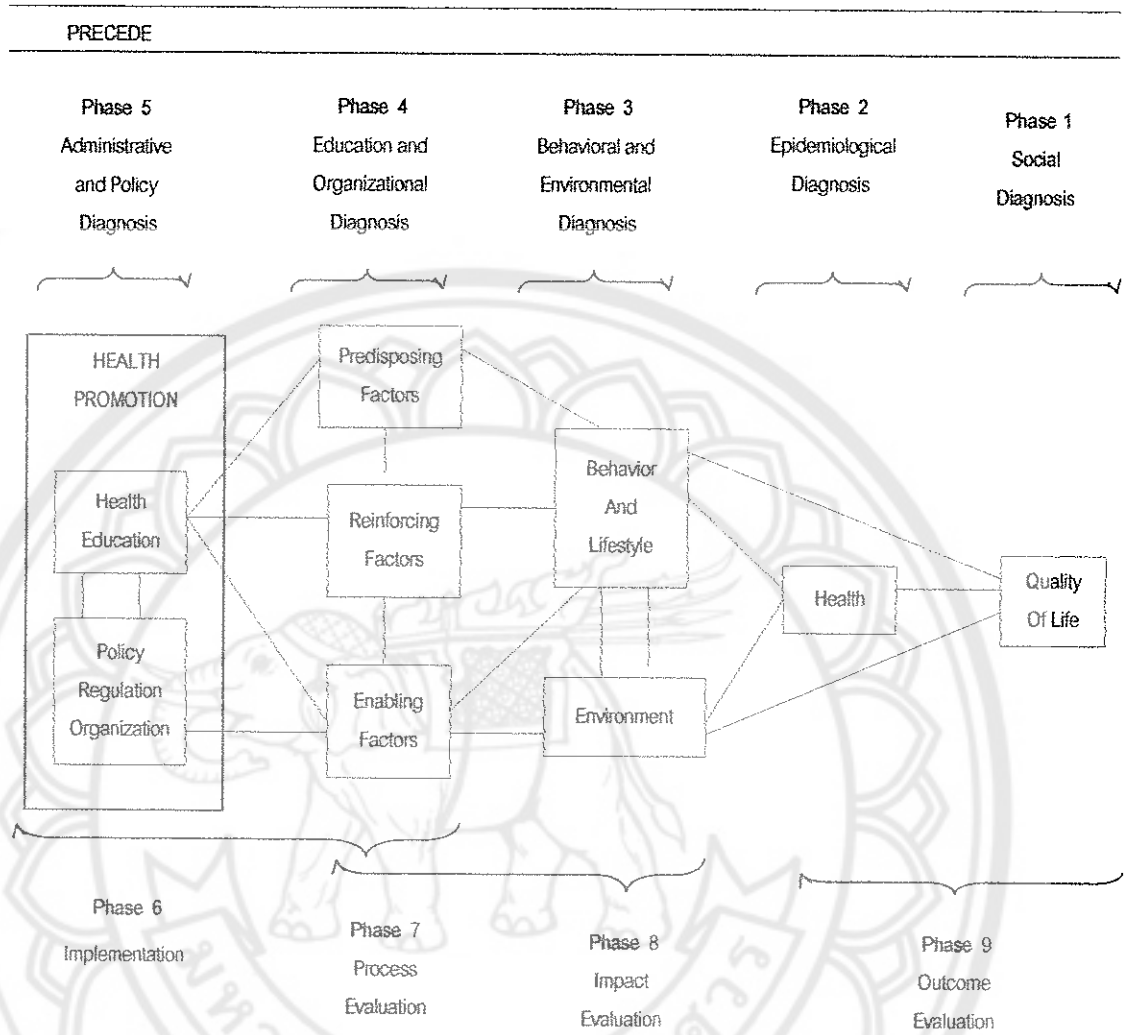 PRECEDE
Phase 5
Administrative
and Policy
Diagnosis
Phase 4
Education and
Organizational
Diagnosis
Phase 3
Behavioral and
Environmental
Diagnosis
Phase 2
Epidemiological
Diagnosis
Phase 1
Social
Diagnosis
HEALTH
PROMOTION
Health
Education
Policy
Regulation
Organization
Predisposing
Factors
Reinforcing
Factors
Enabling
Factors
Behavior
And
Lifestyle
Environment
Health
Quality
Of Life
Phase 6
Implementation
Phase 7
Process
Evaluation
Phase 8
Impact
Evaluation
Phase 9
Outcome
Evaluation